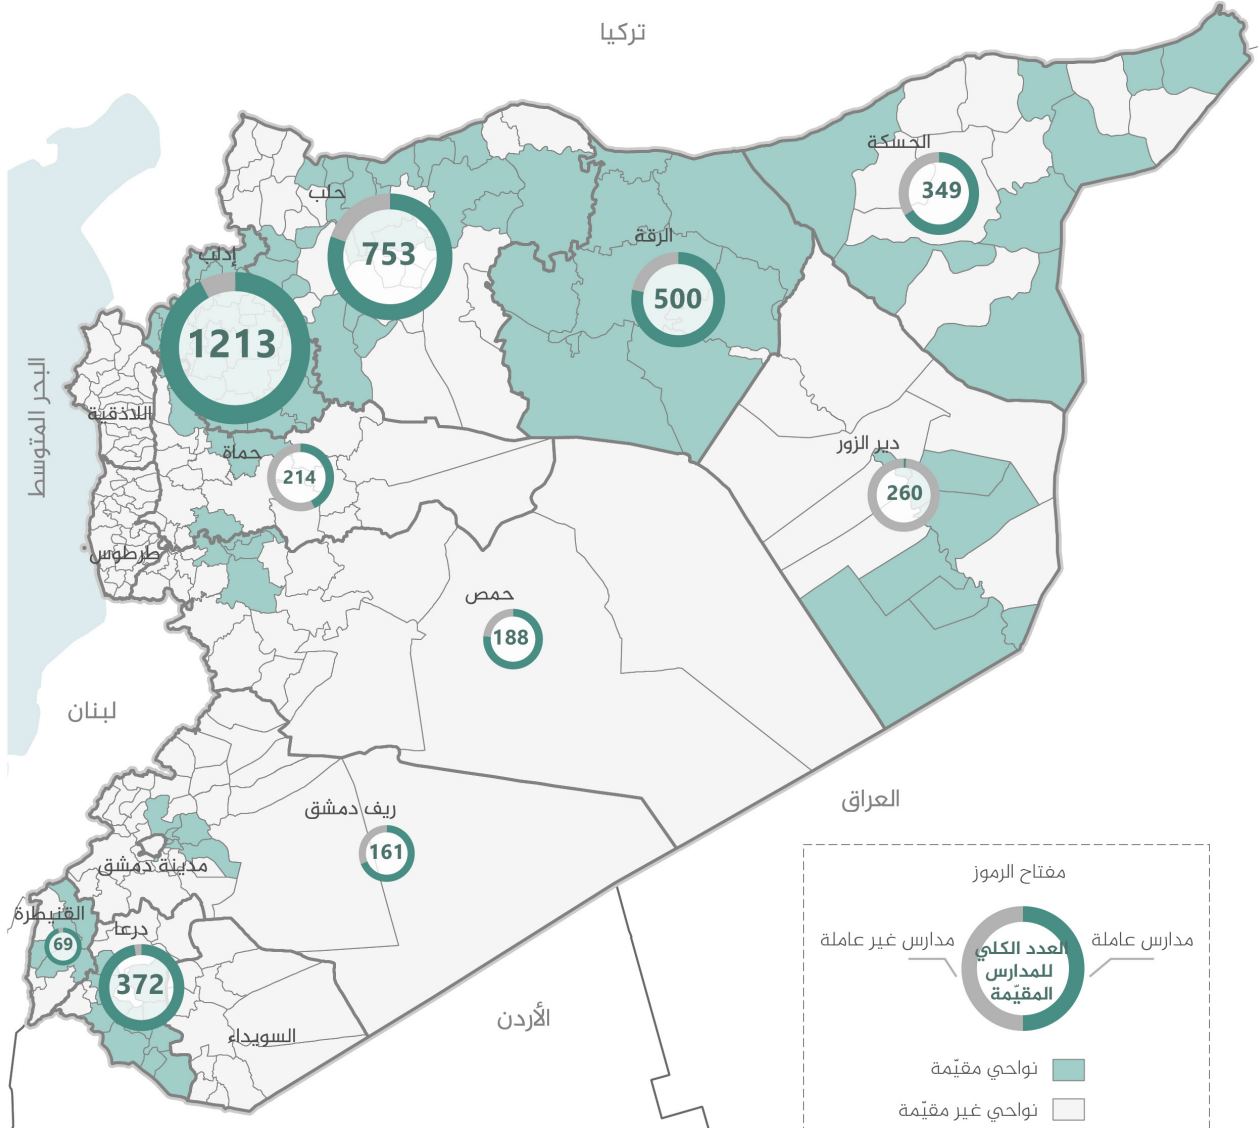 تركيا
الحسكة
349
حلب
753
الرقة
500
إدلب
1213
البحر المتوسط
اللاذقية
حماة
214
دير الزور
260
طرطوس
حمص
188
لبنان
العراق
ريف دمشق
161
مدينة دمشق
القنيطرة
69
درعا
372
السويداء
الأردن
مفتاح الرموز
مدارس عاملة
مدارس غير عاملة
العدد الكلي
للمدارس
المقيّمة
نواحي مقيّمة
نواحي غير مقيّمة